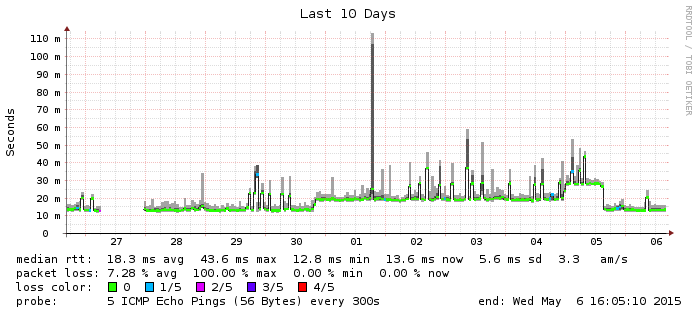 Last 10 Days
RRDTOOL / TOBI OETIKER
Seconds
110 m
100 m
90 m
80 m
70 m
60 m
50 m
40 m
30 m
20 m
10 m
0
27 28 29 30 01 02 03 04 05 06
median rtt: 18.3 ms avg 43.6 ms max 12.8 ms min 13.6 ms now 5.6 ms sd 3.3 am/s
packet loss: 7.28 % avg 100.00 % max 0.00 % min 0.00 % now
loss color: 0 1/5 2/5 3/5 4/5
probe: 5 ICMP Echo Pings (56 Bytes) every 300s end: Wed May 6 16:05:10 2015